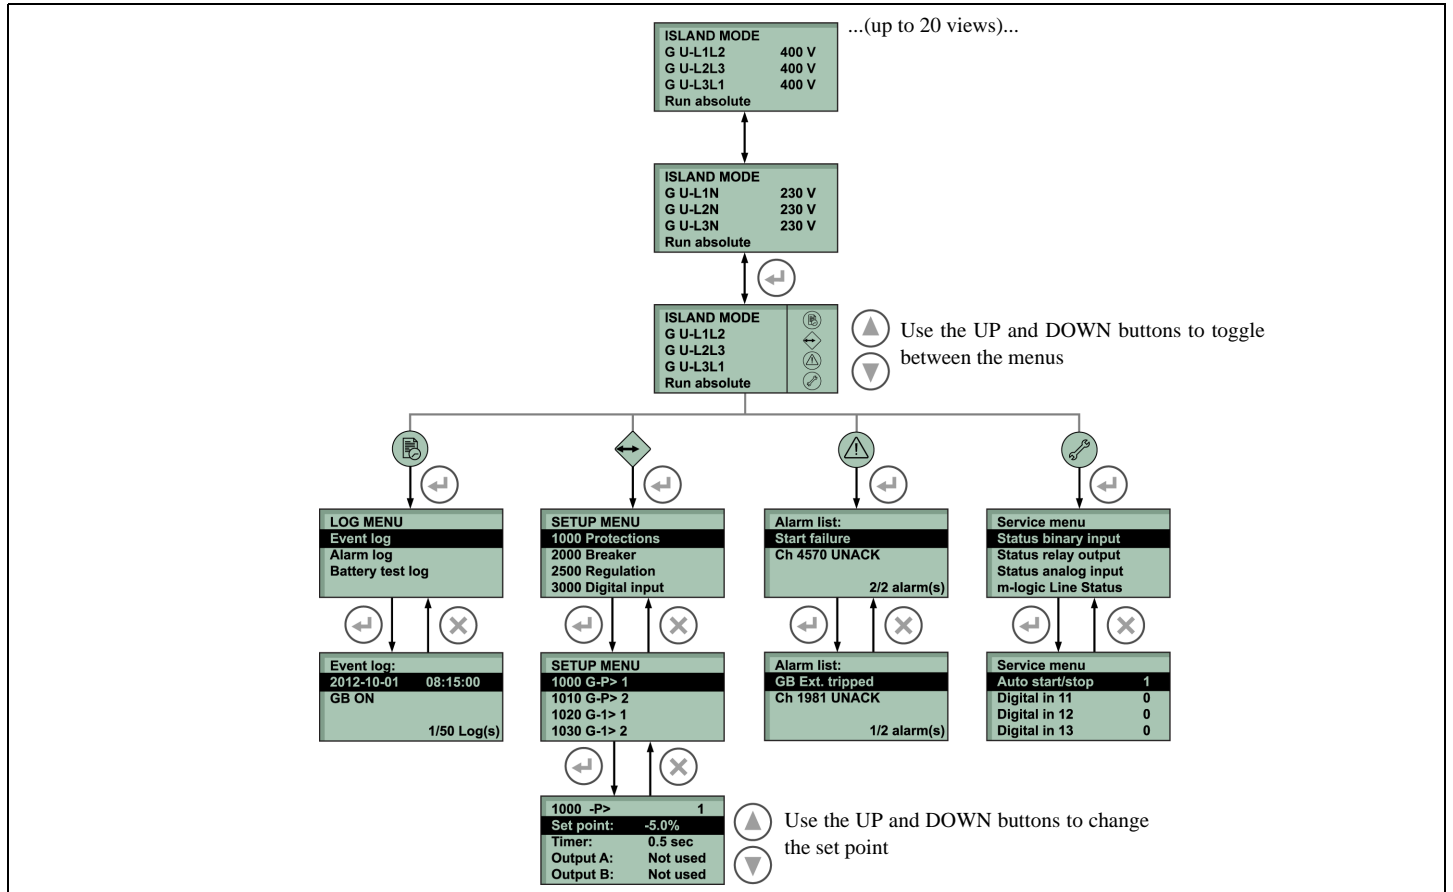 ...(up to 20 views)...
ISLAND MODE
G U-L1L2 400 V
G U-L2L3 400 V
G U-L3L1 400 V
Run absolute
ISLAND MODE
G U-L1N 230 V
G U-L2N 230 V
G U-L3N 230 V
Run absolute
ISLAND MODE
G U-L1L2
G U-L2L3
G U-L3L1
Run absolute
Use the UP and DOWN buttons to toggle
between the menus
LOG MENU
Event log
Alarm log
Battery test log
SETUP MENU
1000 Protections
2000 Breaker
2500 Regulation
3000 Digital input
Alarm list:
Start failure
Ch 4570 UNACK
2/2 alarm(s)
Service menu
Status binary input
Status relay output
Status analog input
m-logic Line Status
Event log:
2012-10-01 08:15:00
GB ON
1/50 Log(s)
SETUP MENU
1000 G-P> 1
1010 G-P> 2
1020 G-1> 1
1030 G-1> 2
Alarm list:
GB Ext. tripped
Ch 1981 UNACK
1/2 alarm(s)
Service menu
Auto start/stop 1
Digital in 11 0
Digital in 12 0
Digital in 13 0
1000 -P> 1
Set point: -5.0%
Timer: 0.5 sec
Output A: Not used
Output B: Not used
Use the UP and DOWN buttons to change
the set point